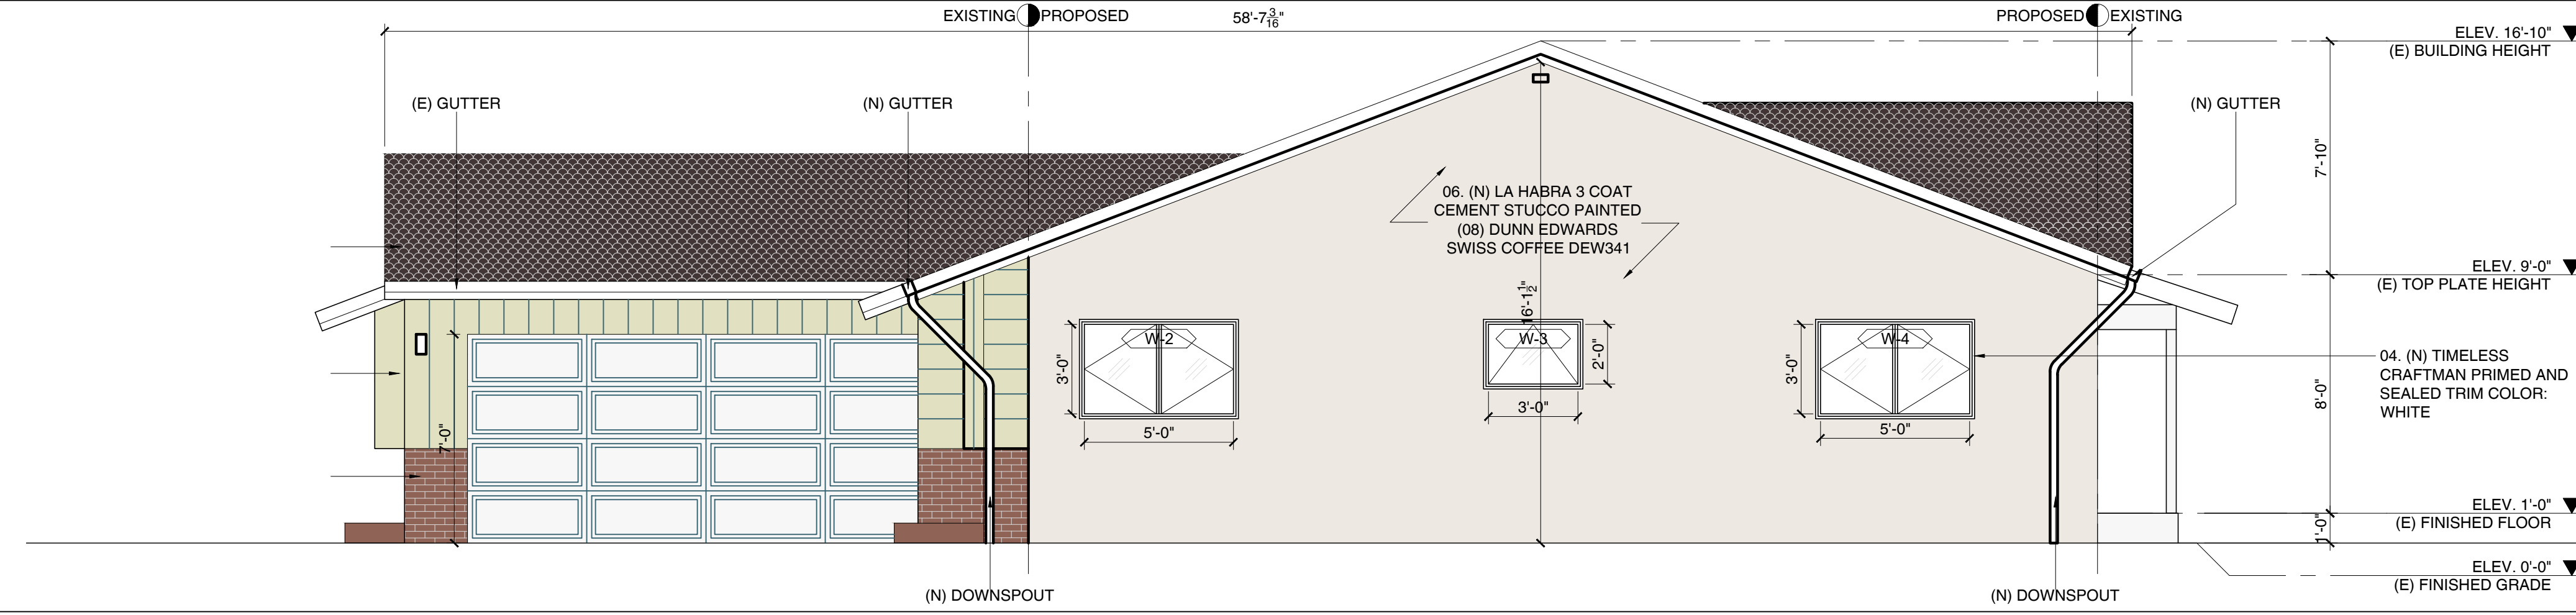 EXISTING PROPOSED
58'-7 3/16"
PROPOSED EXISTING
ELEV. 16'-10"
(E) BUILDING HEIGHT
(E) GUTTER
(N) GUTTER
(N) GUTTER
7'-10"
06. (N) LA HABRA 3 COAT
CEMENT STUCCO PAINTED
(08) DUNN EDWARDS
SWISS COFFEE DEW341
ELEV. 9'-0"
(E) TOP PLATE HEIGHT
16'-1 1/2"
W-2
W-3
W-4
3'-0"
2'-0"
3'-0"
04. (N) TIMELESS
CRAFTMAN PRIMED AND
SEALED TRIM COLOR:
WHITE
8'-0"
7'-0"
5'-0"
3'-0"
5'-0"
ELEV. 1'-0"
(E) FINISHED FLOOR
1'-0"
ELEV. 0'-0"
(E) FINISHED GRADE
(N) DOWNSPOUT
(N) DOWNSPOUT